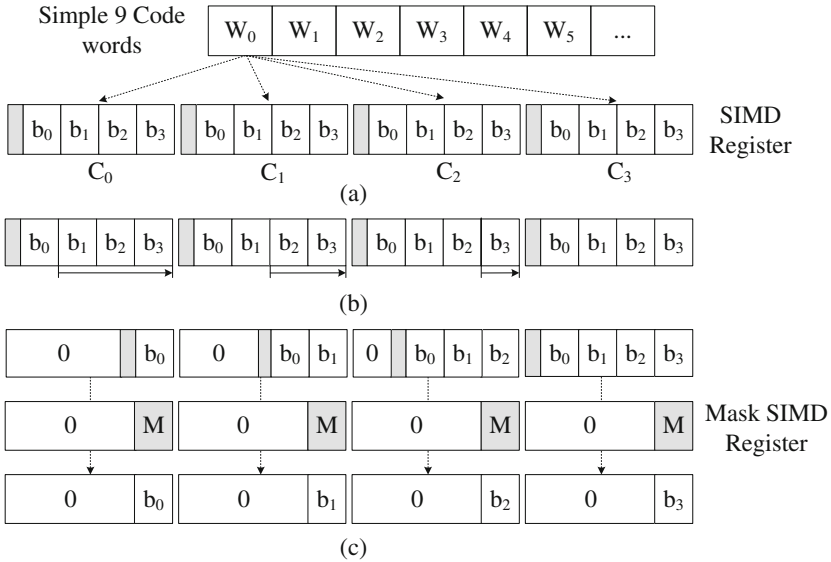 Simple 9 Code words
W0 W1 W2 W3 W4 W5 ...
b0 b1 b2 b3 b0 b1 b2 b3 b0 b1 b2 b3 b0 b1 b2 b3
SIMD Register
C0 C1 C2 C3
(a)
b0 b1 b2 b3 b0 b1 b2 b3 b0 b1 b2 b3 b0 b1 b2 b3
(b)
0 b0 0 b0 b1 0 b0 b1 b2 b0 b1 b2 b3
0 M 0 M 0 M 0 M
Mask SIMD Register
0 b0 0 b1 0 b2 0 b3
(c)